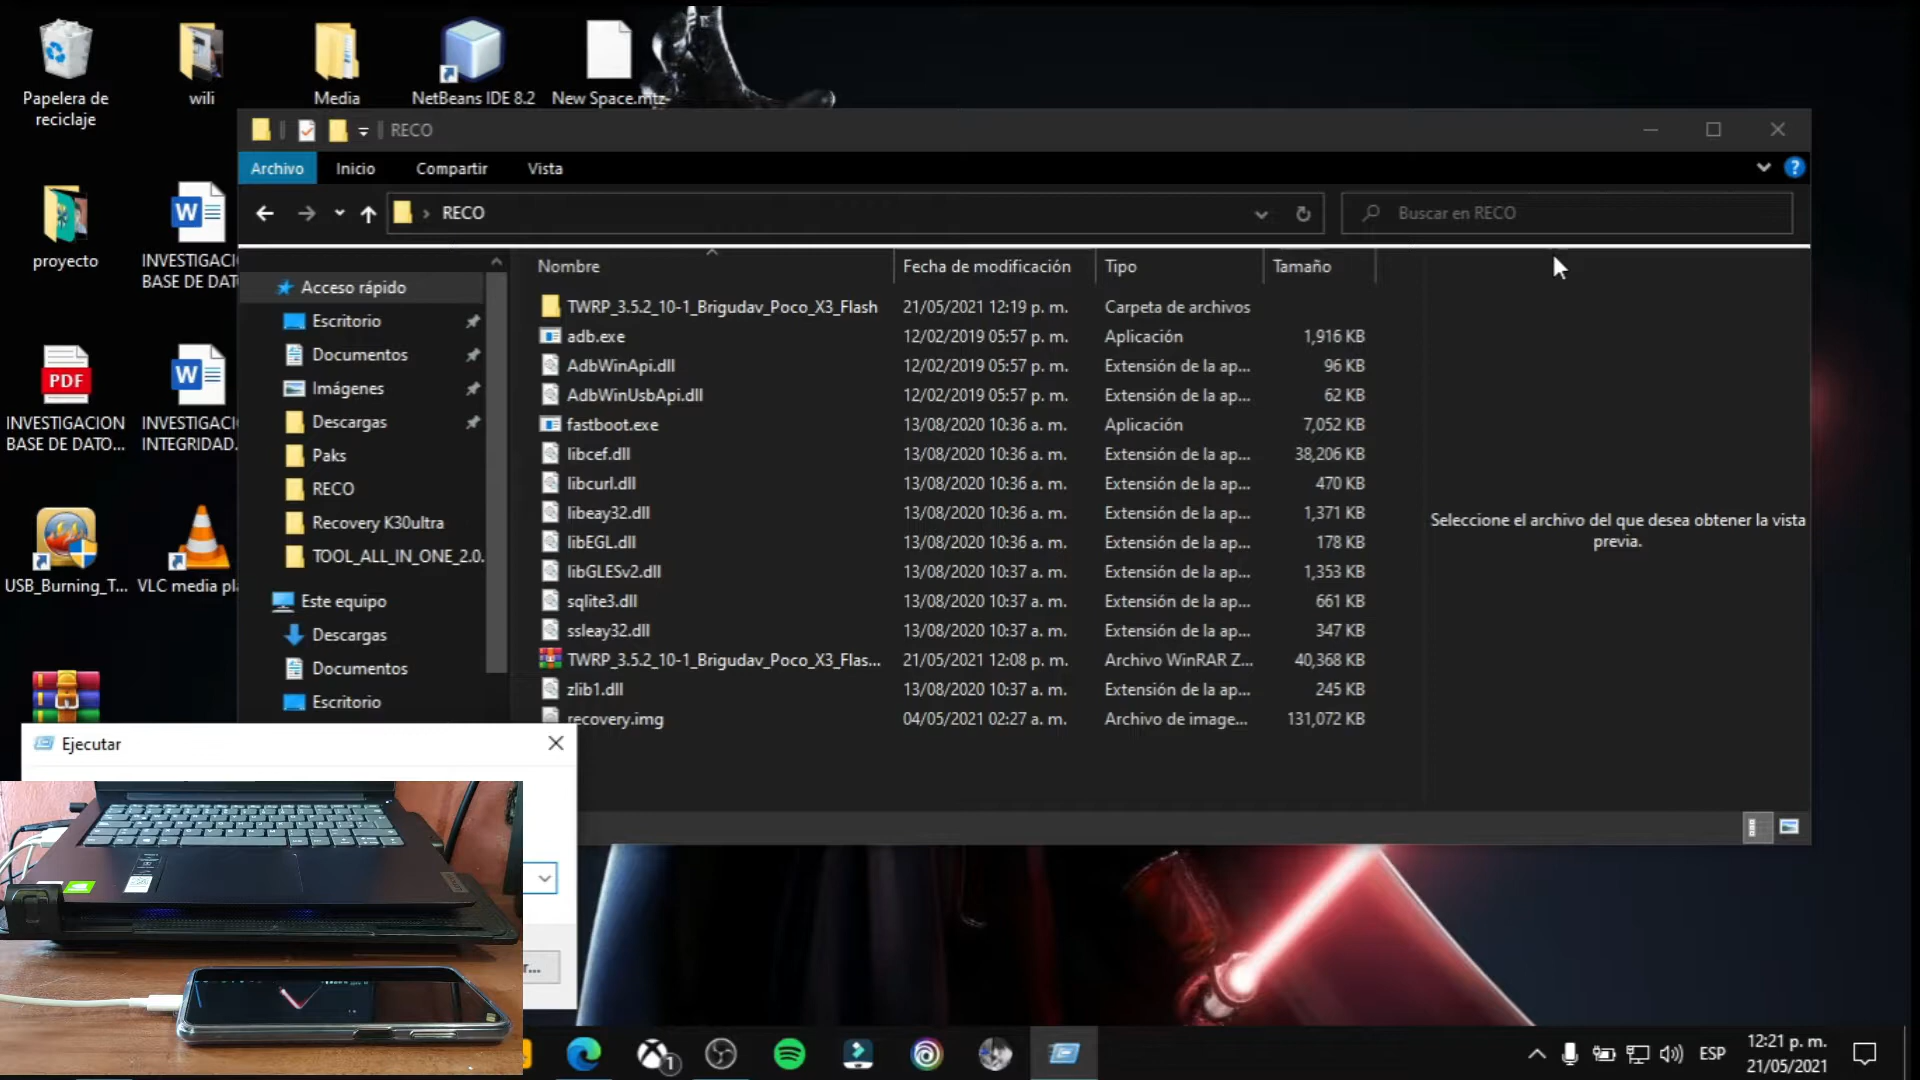 Papelera de
reciclaje
wili
Media
NetBeans IDE 8.2
New Space.mtz-
proyecto
INVESTIGACI
BASE DE DAT
INVESTIGACION
BASE DE DATO...
INVESTIGACI
INTEGRIDAD.
USB_Burning_T...
VLC media pl
RECO
Archivo
Inicio
Compartir
Vista
RECO
Buscar en RECO
Acceso rápido
Escritorio
Documentos
Imágenes
Descargas
Paks
RECO
Recovery K30ultra
TOOL_ALL_IN_ONE_2.0.
Este equipo
Descargas
Documentos
Escritorio
Nombre Fecha de modificación Tipo Tamaño
TWRP_3.5.2_10-1_Brigudav_Poco_X3_Flash 21/05/2021 12:19 p. m. Carpeta de archivos
adb.exe 12/02/2019 05:57 p. m. Aplicación 1,916 KB
AdbWinApi.dll 12/02/2019 05:57 p. m. Extensión de la ap... 96 KB
AdbWinUsbApi.dll 12/02/2019 05:57 p. m. Extensión de la ap... 62 KB
fastboot.exe 13/08/2020 10:36 a. m. Aplicación 7,052 KB
libcef.dll 13/08/2020 10:36 a. m. Extensión de la ap... 38,206 KB
libcurl.dll 13/08/2020 10:36 a. m. Extensión de la ap... 470 KB
libeay32.dll 13/08/2020 10:36 a. m. Extensión de la ap... 1,371 KB
libEGL.dll 13/08/2020 10:36 a. m. Extensión de la ap... 178 KB
libGLESv2.dll 13/08/2020 10:36 a. m. Extensión de la ap... 1,353 KB
sqlite3.dll 13/08/2020 10:37 a. m. Extensión de la ap... 661 KB
ssleay32.dll 13/08/2020 10:37 a. m. Extensión de la ap... 347 KB
TWRP_3.5.2_10-1_Brigudav_Poco_X3_Flas... 21/05/2021 12:08 p. m. Archivo WinRAR Z... 40,368 KB
zlib1.dll 13/08/2020 10:37 a. m. Extensión de la ap... 245 KB
recovery.img 04/05/2021 02:27 a. m. Archivo de image... 131,072 KB
Seleccione el archivo del que desea obtener la vista
previa.
Ejecutar
r...
1
ESP
12:21 p. m.
21/05/2021